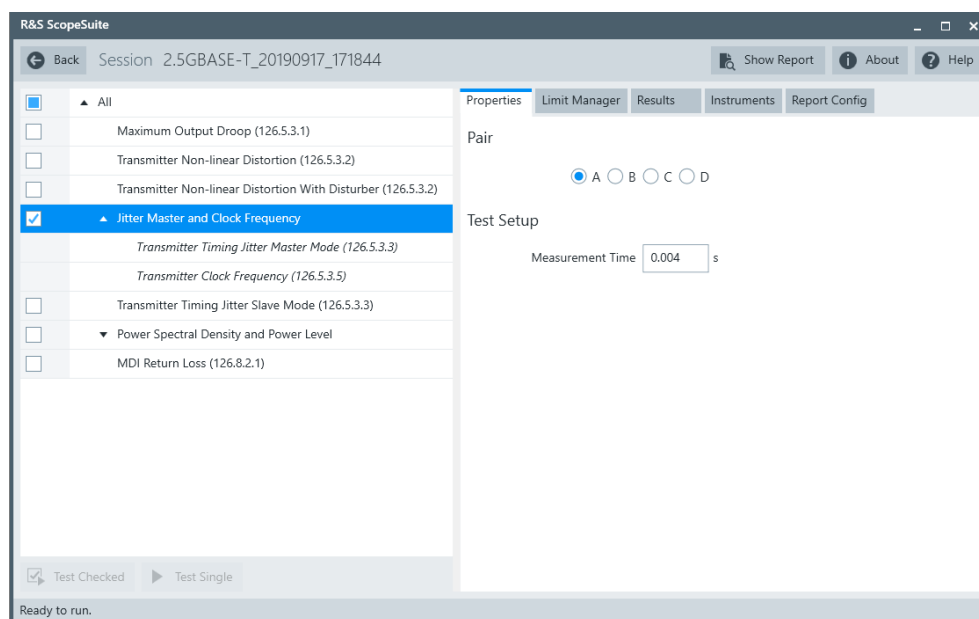 R&S ScopeSuite
Back Session 2.5GBASE-T_20190917_171844 Show Report About Help
All
Maximum Output Droop (126.5.3.1)
Transmitter Non-linear Distortion (126.5.3.2)
Transmitter Non-linear Distortion With Disturber (126.5.3.2)
Jitter Master and Clock Frequency
Transmitter Timing Jitter Master Mode (126.5.3.3)
Transmitter Clock Frequency (126.5.3.5)
Transmitter Timing Jitter Slave Mode (126.5.3.3)
Power Spectral Density and Power Level
MDI Return Loss (126.8.2.1)
Test Checked Test Single
Properties Limit Manager Results Instruments Report Config
Pair
A B C D
Test Setup
Measurement Time 0.004 s
Ready to run.